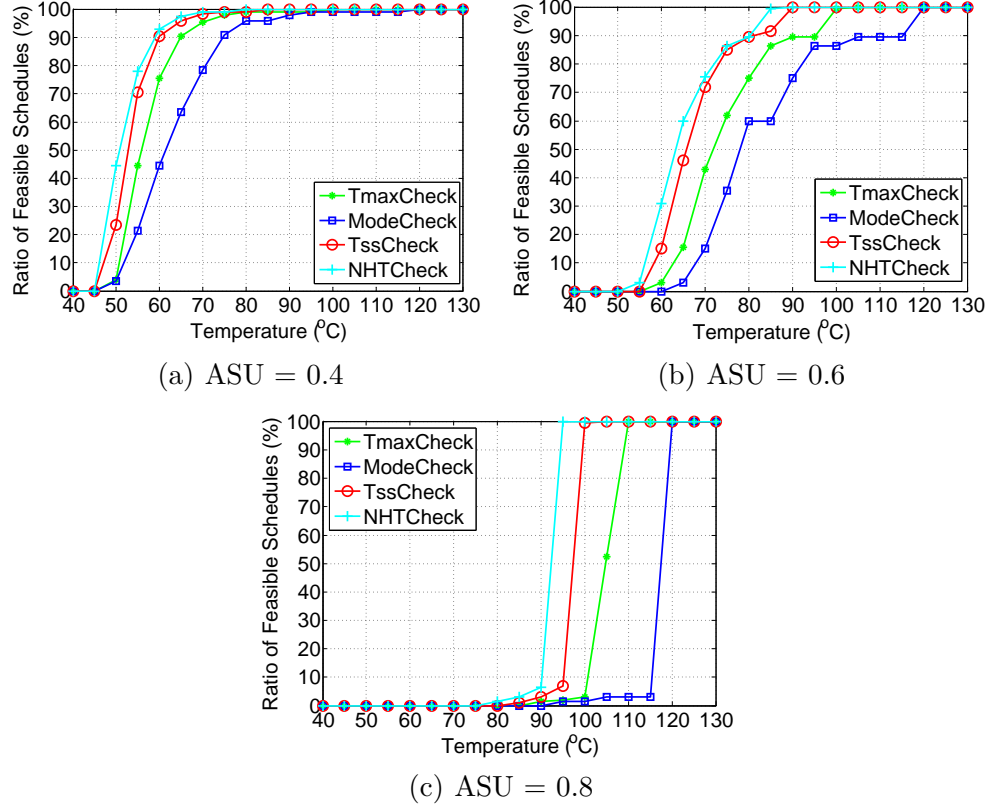 Ratio of Feasible Schedules (%)
100
90
80
70
60
50
40
30
20
10
0
40 50 60 70 80 90 100 110 120 130
Temperature (°C)
TmaxCheck
ModeCheck
TssCheck
NHTCheck
(a) ASU = 0.4
Ratio of Feasible Schedules (%)
100
90
80
70
60
50
40
30
20
10
0
40 50 60 70 80 90 100 110 120 130
Temperature (°C)
TmaxCheck
ModeCheck
TssCheck
NHTCheck
(b) ASU = 0.6
Ratio of Feasible Schedules (%)
100
90
80
70
60
50
40
30
20
10
0
40 50 60 70 80 90 100 110 120 130
Temperature (°C)
TmaxCheck
ModeCheck
TssCheck
NHTCheck
(c) ASU = 0.8